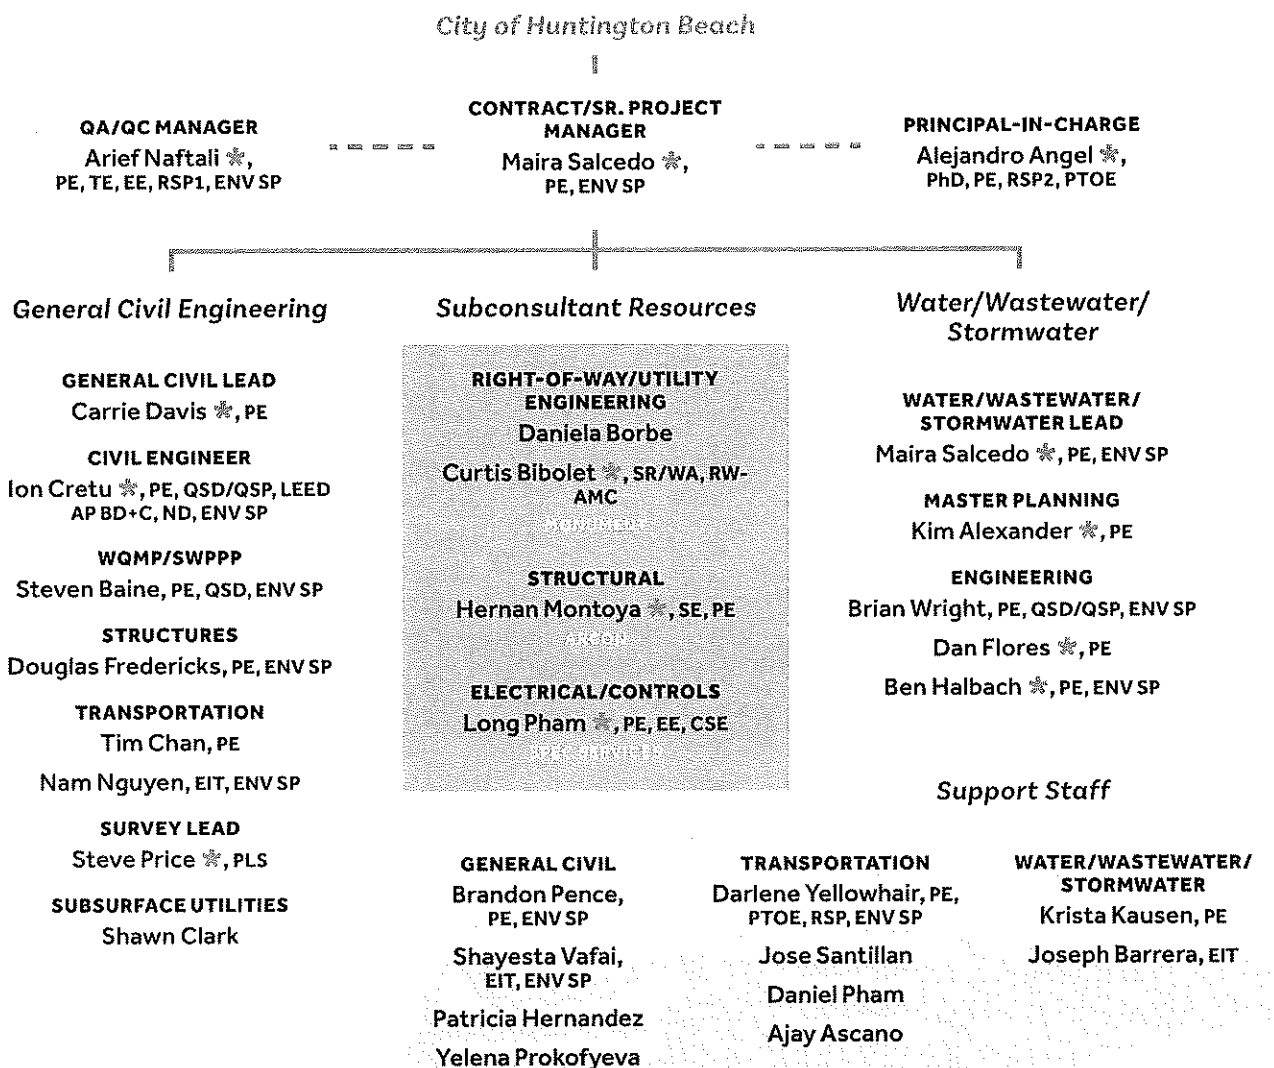 City of Huntington Beach
QA/QC MANAGER
Arief Naftali *,
PE, TE, EE, RSP1, ENV SP
CONTRACT/SR. PROJECT
MANAGER
Maira Salcedo *,
PE, ENV SP
PRINCIPAL-IN-CHARGE
Alejandro Angel *,
PhD, PE, RSP2, PTOE
General Civil Engineering
GENERAL CIVIL LEAD
Carrie Davis *, PE
CIVIL ENGINEER
Ion Cretu *, PE, QSD/QSP, LEED
AP BD+C, ND, ENV SP
WQMP/SWPPP
Steven Baine, PE, QSD, ENV SP
STRUCTURES
Douglas Fredericks, PE, ENV SP
TRANSPORTATION
Tim Chan, PE
Nam Nguyen, EIT, ENV SP
SURVEY LEAD
Steve Price *, PLS
SUBSURFACE UTILITIES
Shawn Clark
Subconsultant Resources
RIGHT-OF-WAY/UTILITY
ENGINEERING
Daniela Borbe
Curtis Bibolet *, SR/WA, RW-
AMC
MONUMENT
STRUCTURAL
Hernan Montoya *, SE, PE
ARCON
ELECTRICAL/CONTROLS
Long Pham *, PE, EE, CSE
SPEC SERVICES
Water/Wastewater/
Stormwater
WATER/WASTEWATER/
STORMWATER LEAD
Maira Salcedo *, PE, ENV SP
MASTER PLANNING
Kim Alexander *, PE
ENGINEERING
Brian Wright, PE, QSD/QSP, ENV SP
Dan Flores *, PE
Ben Halbach *, PE, ENV SP
Support Staff
GENERAL CIVIL
Brandon Pence,
PE, ENV SP
Shayesta Vafai,
EIT, ENV SP
Patricia Hernandez
Yelena Prokofyeva
TRANSPORTATION
Darlene Yellowhair, PE,
PTOE, RSP, ENV SP
Jose Santillan
Daniel Pham
Ajay Ascano
WATER/WASTEWATER/
STORMWATER
Krista Kausen, PE
Joseph Barrera, EIT